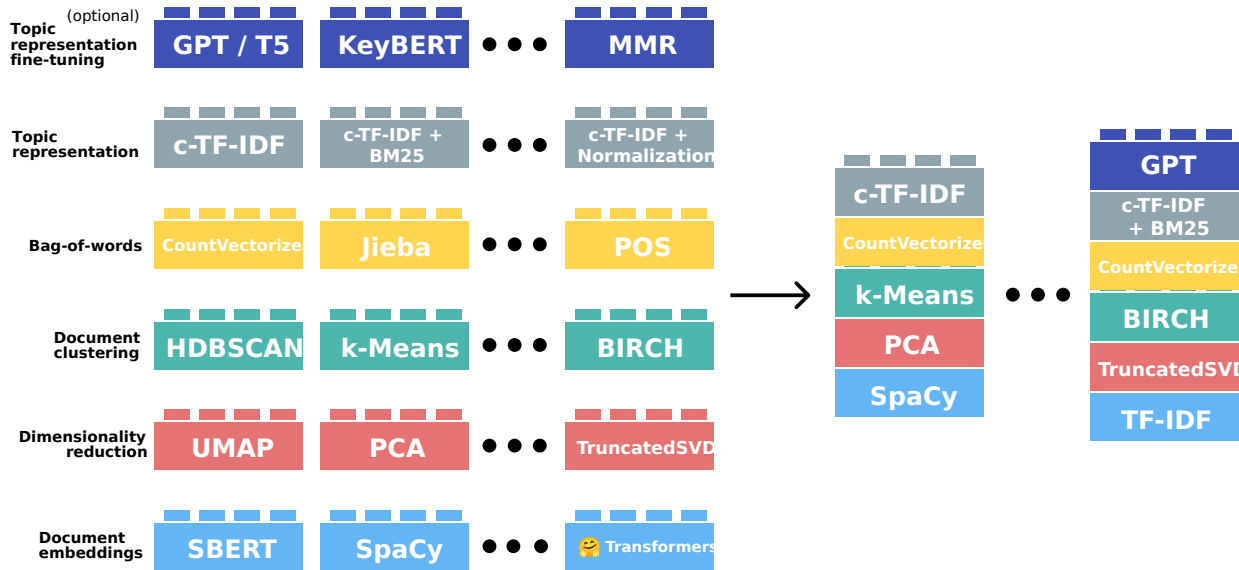 (optional)
Topic
representation
fine-tuning
GPT / T5
KeyBERT
MMR
Topic
representation
c-TF-IDF
c-TF-IDF +
BM25
c-TF-IDF +
Normalization
Bag-of-words
CountVectorize
Jieba
POS
Document
clustering
HDBSCAN
k-Means
BIRCH
Dimensionality
reduction
UMAP
PCA
TruncatedSVD
Document
embeddings
SBERT
SpaCy
🤗 Transformers
c-TF-IDF
CountVectorize
k-Means
PCA
SpaCy
GPT
c-TF-IDF
+ BM25
CountVectorize
BIRCH
TruncatedSVD
TF-IDF